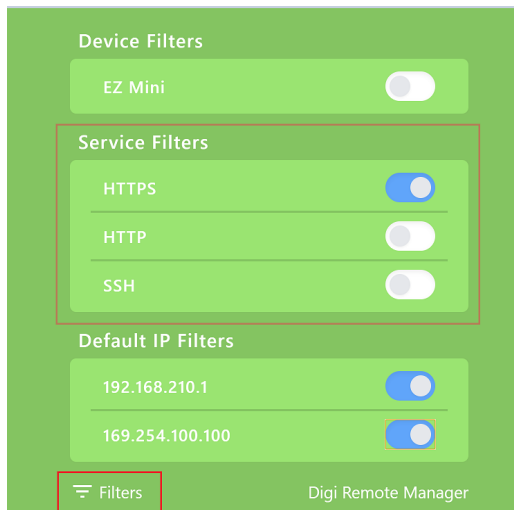 Device Filters
EZ Mini
Service Filters
HTTPS
HTTP
SSH
Default IP Filters
192.168.210.1
169.254.100.100
Filters Digi Remote Manager